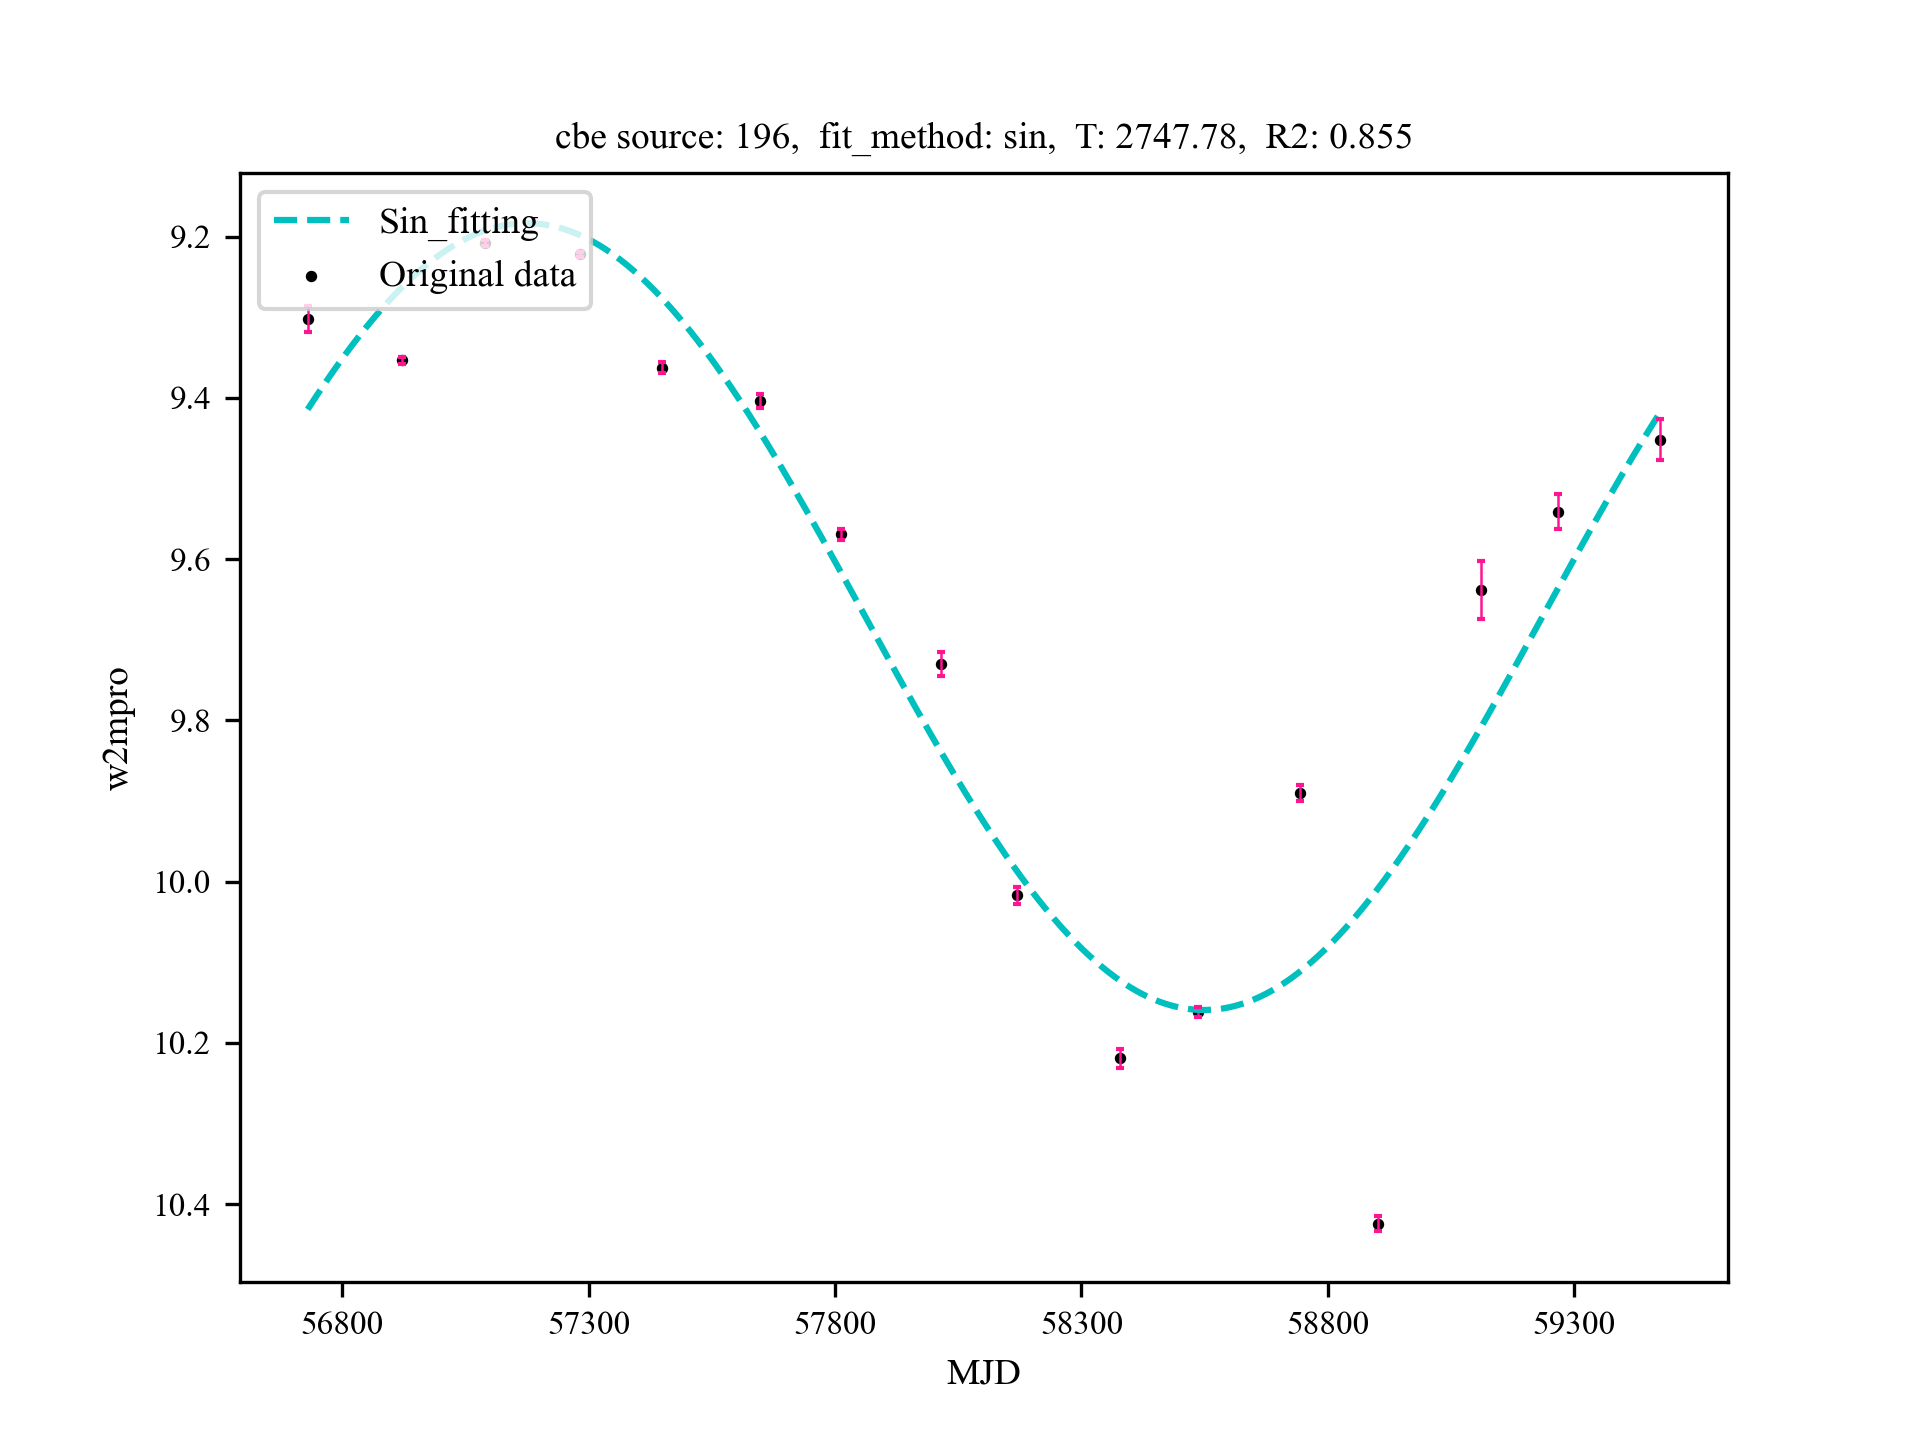 cbe source: 196,  fit_method: sin,  T: 2747.78,  R2: 0.855
Sin_fitting
Original data
9.2
9.4
9.6
9.8
10.0
10.2
10.4
w2mpro
56800 57300 57800 58300 58800 59300
MJD